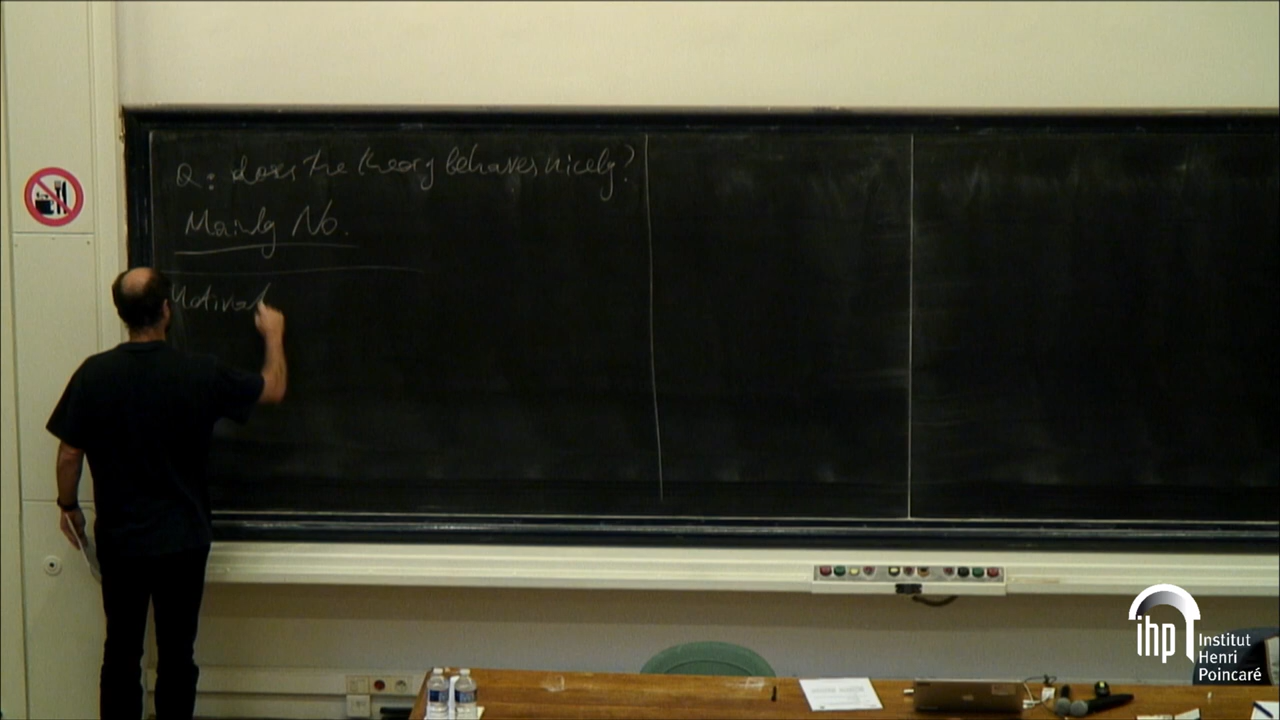 Q: does the theory behaves nicely?
Mainly No.
Motivat
ihp
Institut
Henri
Poincaré